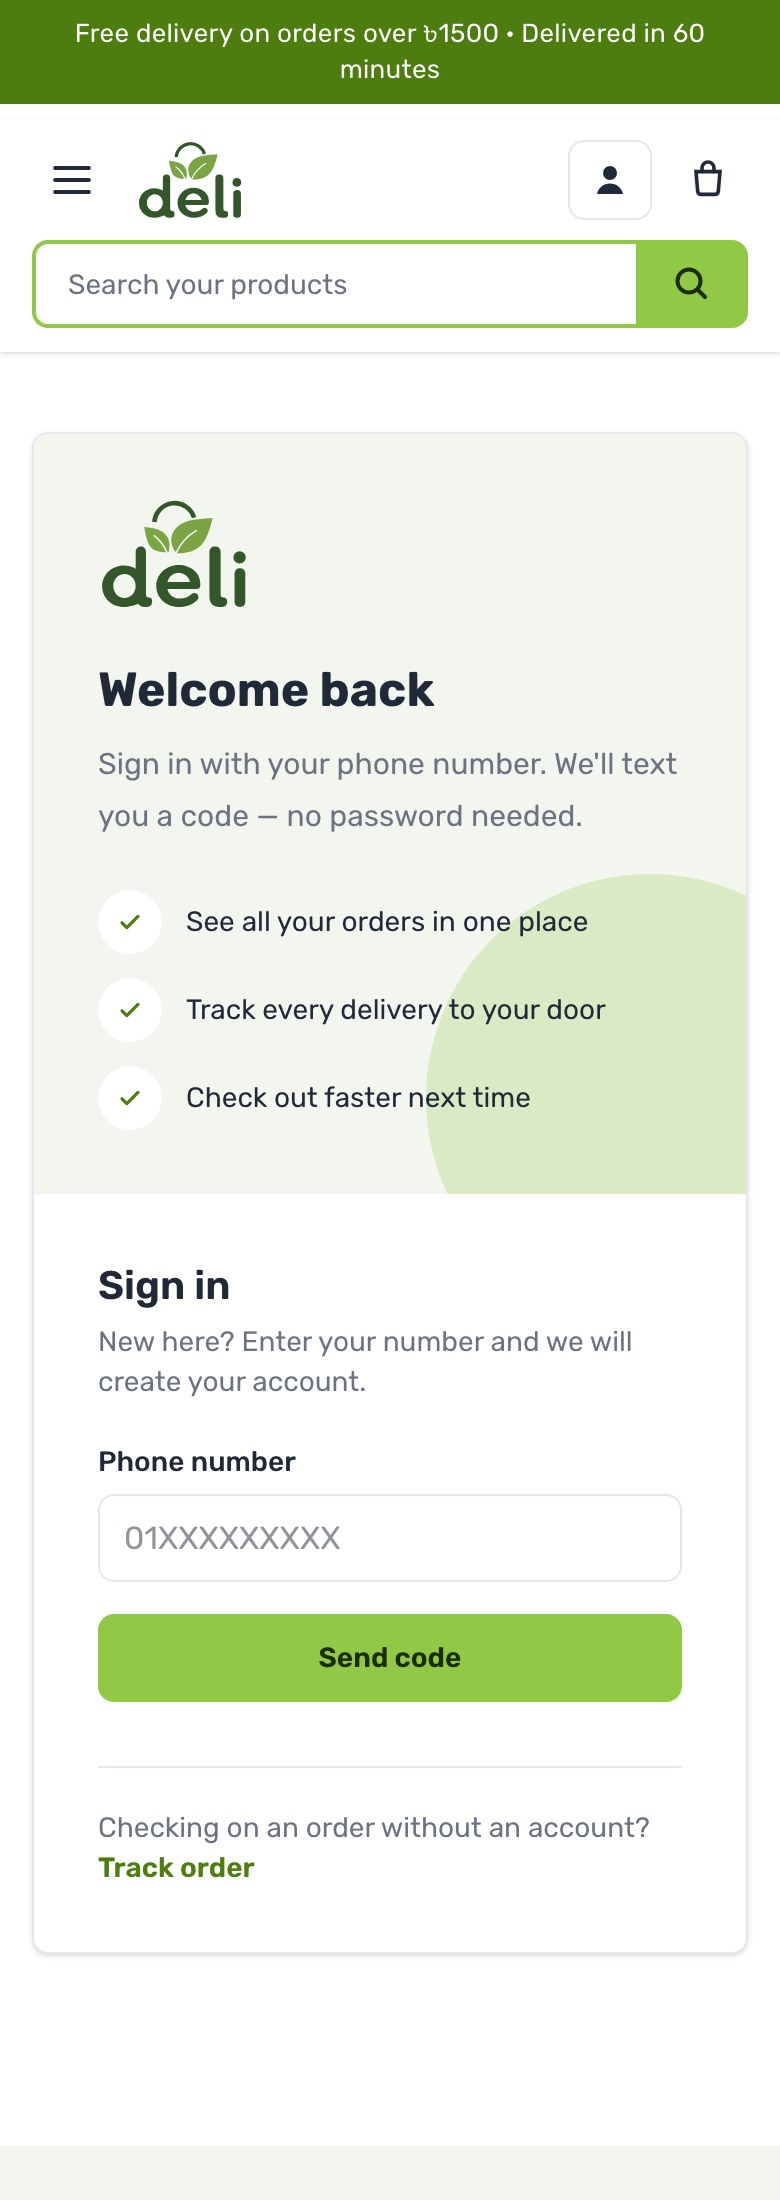 Free delivery on orders over ৳1500 • Delivered in 60
minutes
deli
Search your products
deli
Welcome back
Sign in with your phone number. We'll text
you a code — no password needed.
See all your orders in one place
Track every delivery to your door
Check out faster next time
Sign in
New here? Enter your number and we will
create your account.
Phone number
01XXXXXXXXX
Send code
Checking on an order without an account?
Track order